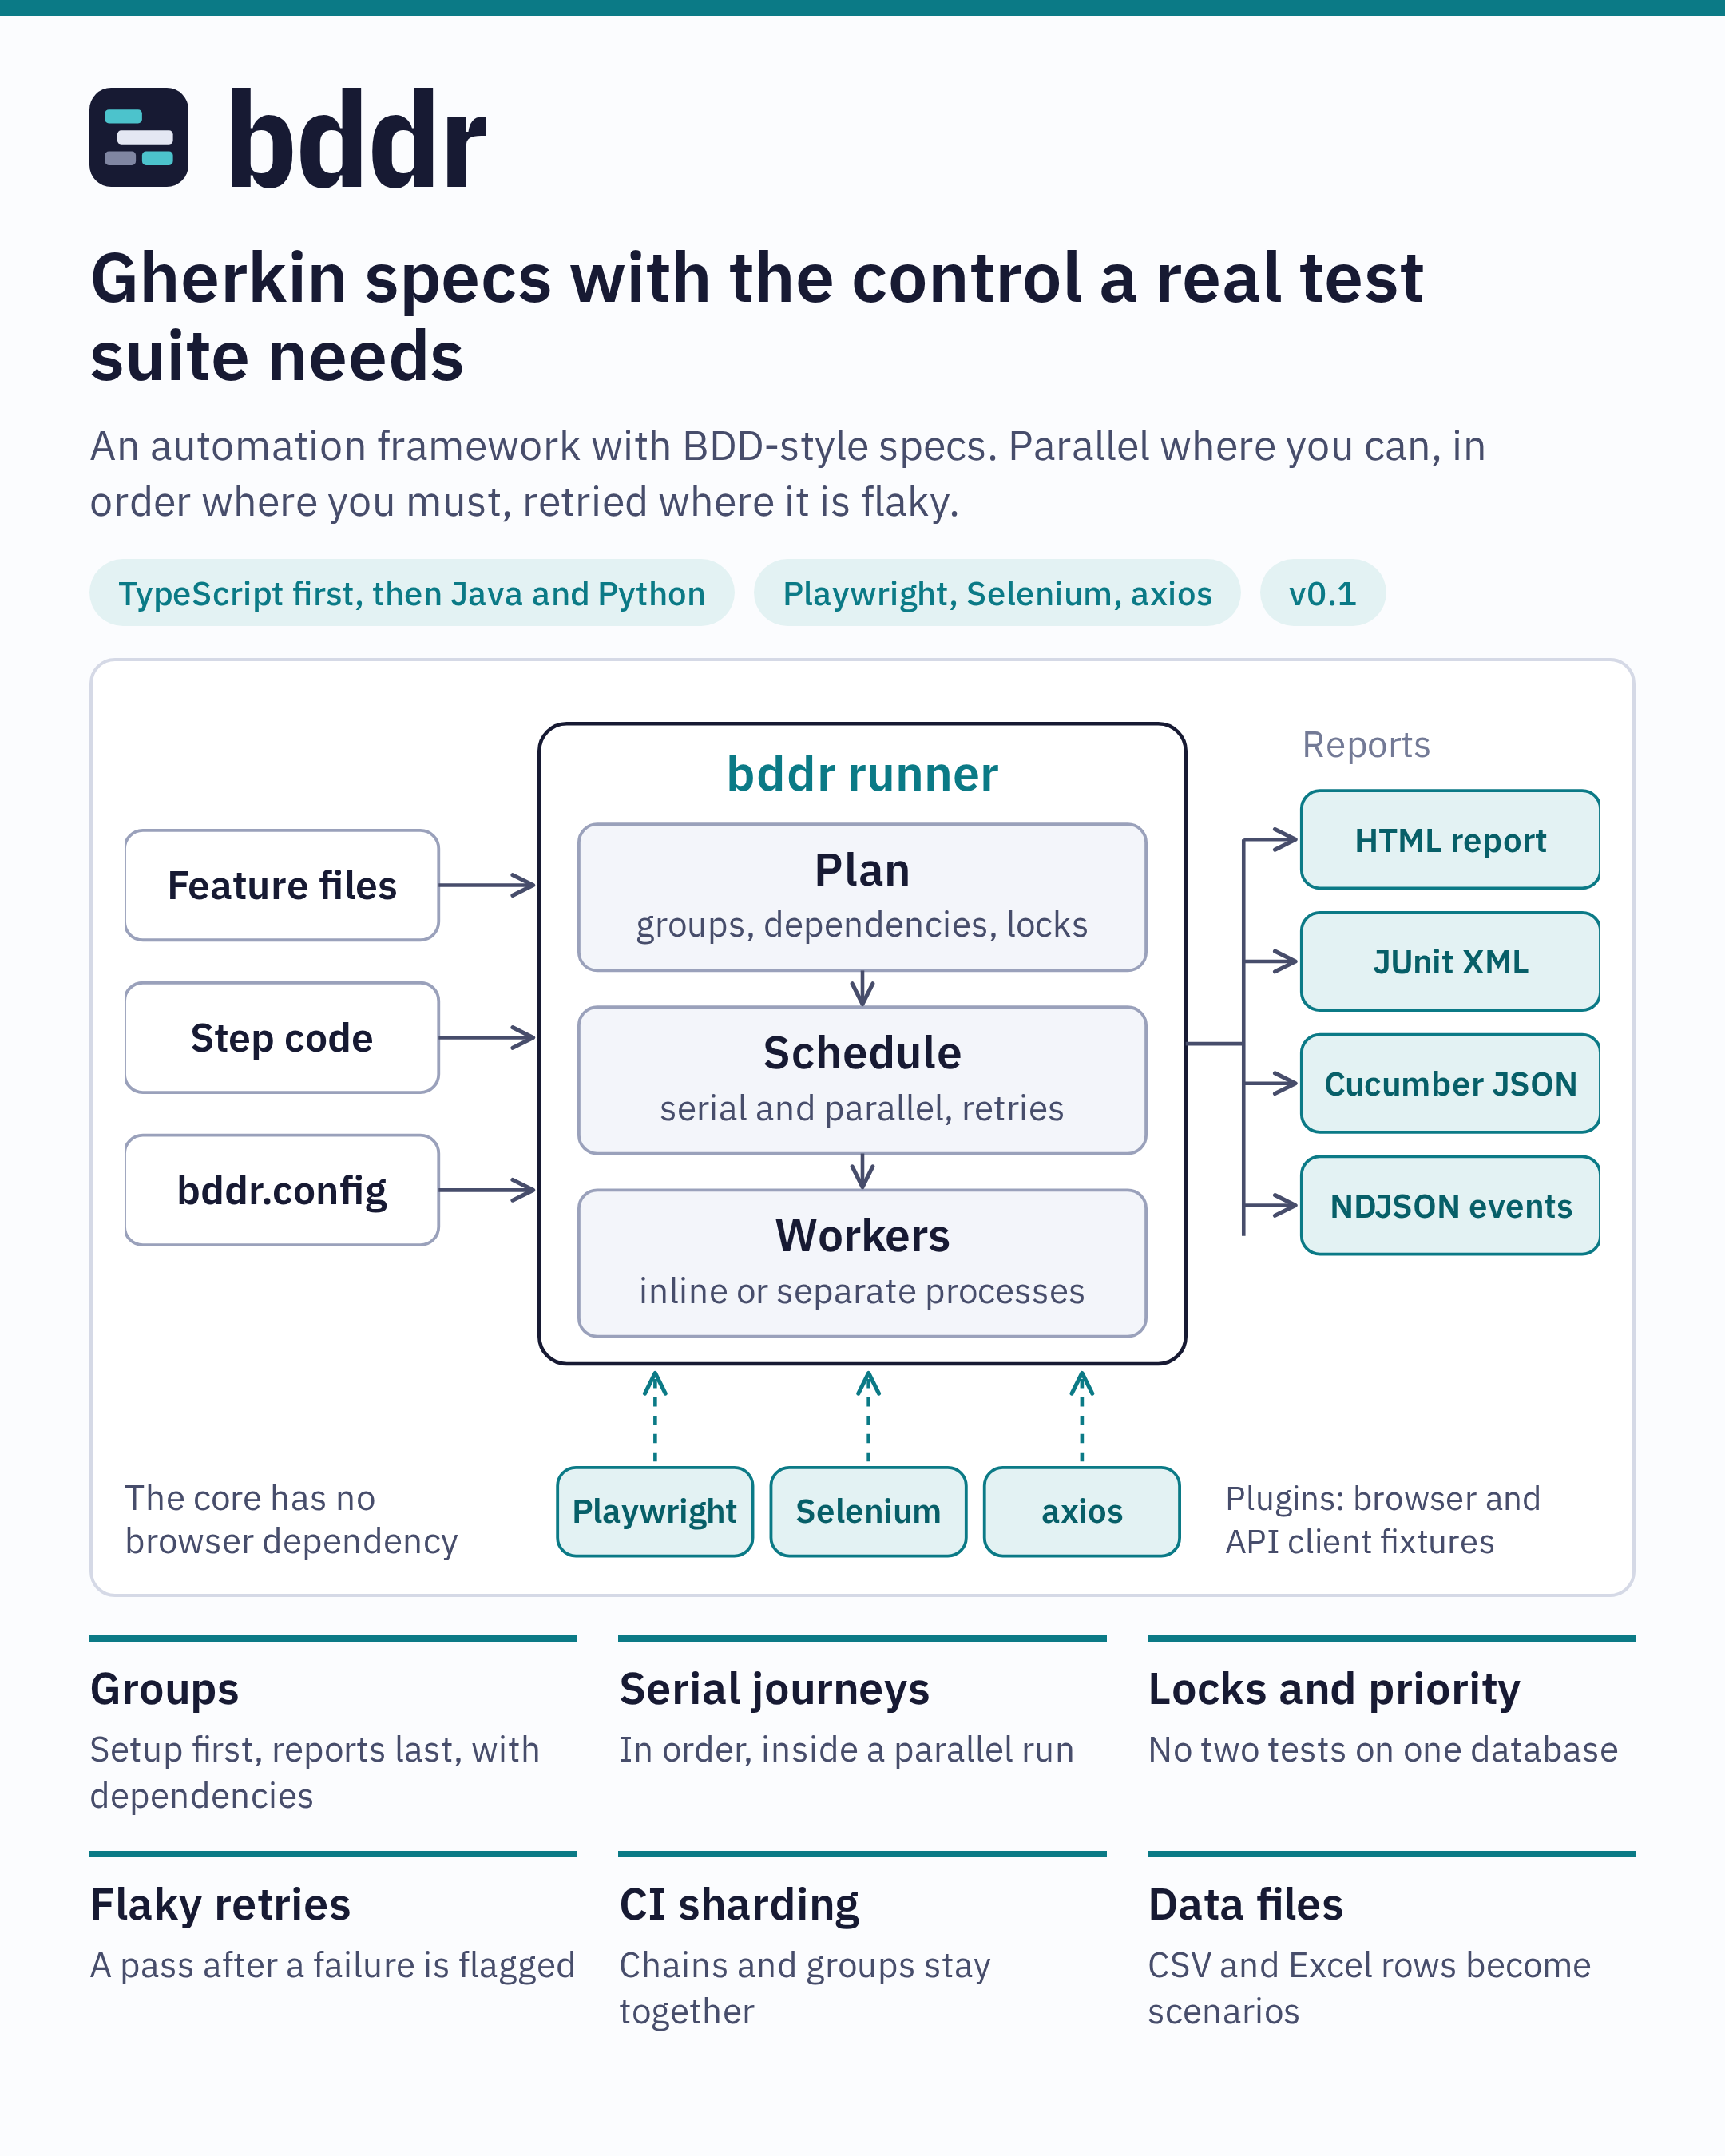 bddr
Gherkin specs with the control a real test
suite needs
An automation framework with BDD-style specs. Parallel where you can, in
order where you must, retried where it is flaky.
TypeScript first, then Java and Python
Playwright, Selenium, axios
v0.1
Feature files
Step code
bddr.config
bddr runner
Plan
groups, dependencies, locks
Schedule
serial and parallel, retries
Workers
inline or separate processes
Reports
HTML report
JUnit XML
Cucumber JSON
NDJSON events
The core has no
browser dependency
Playwright
Selenium
axios
Plugins: browser and
API client fixtures
Groups
Setup first, reports last, with
dependencies
Serial journeys
In order, inside a parallel run
Locks and priority
No two tests on one database
Flaky retries
A pass after a failure is flagged
CI sharding
Chains and groups stay
together
Data files
CSV and Excel rows become
scenarios